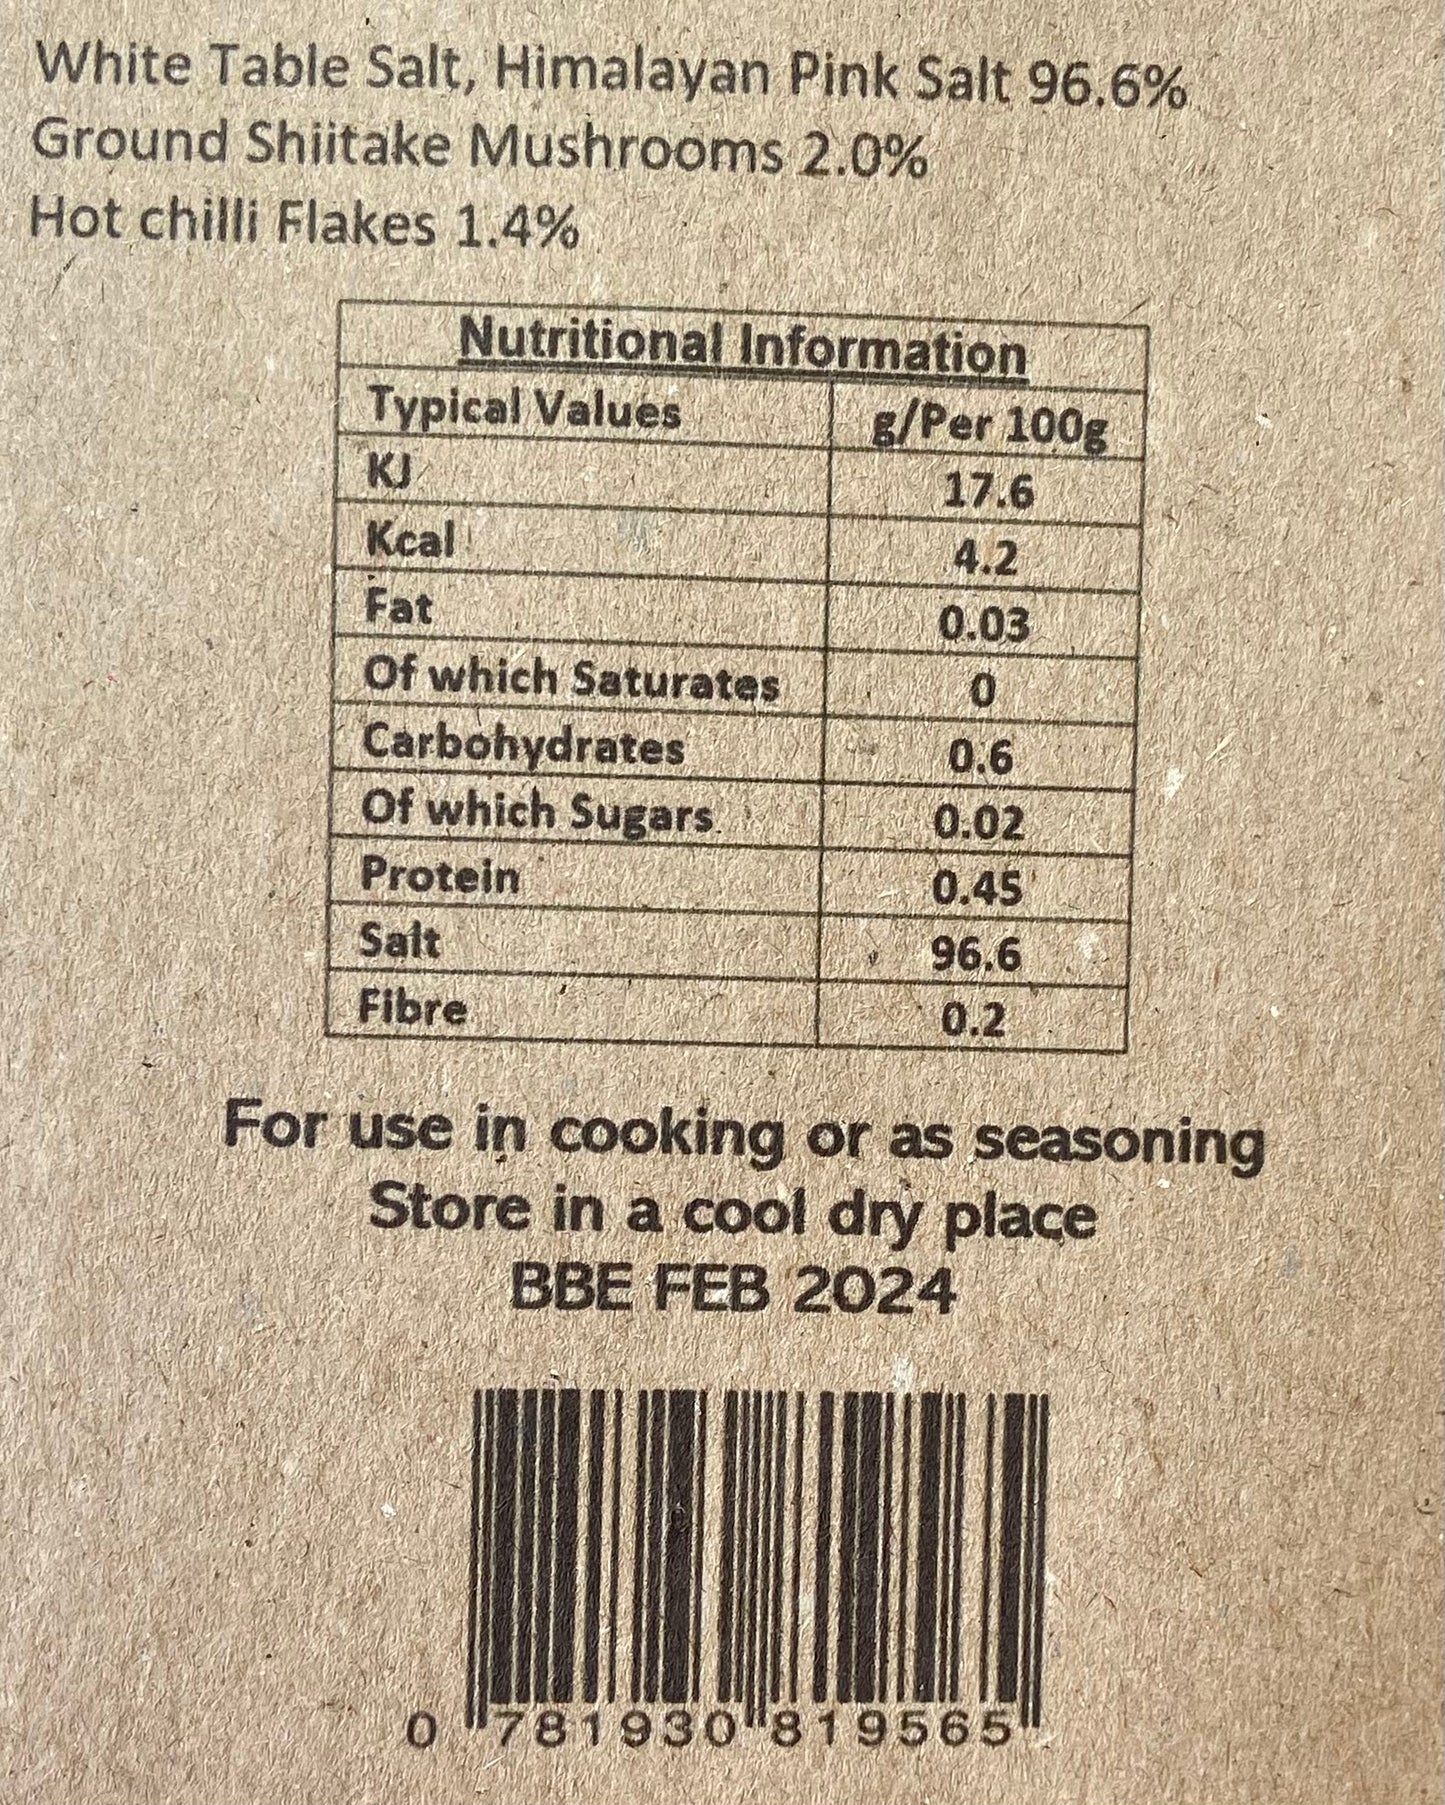 White Table Salt, Himalayan Pink Salt 96.6%
Ground Shiitake Mushrooms 2.0%
Hot chilli Flakes 1.4%
Nutritional Information
Typical Values g/Per 100g
KJ 17.6
Kcal 4.2
Fat 0.03
Of which Saturates 0
Carbohydrates 0.6
Of which Sugars 0.02
Protein 0.45
Salt 96.6
Fibre 0.2
For use in cooking or as seasoning
Store in a cool dry place
BBE FEB 2024
0 781930 819565